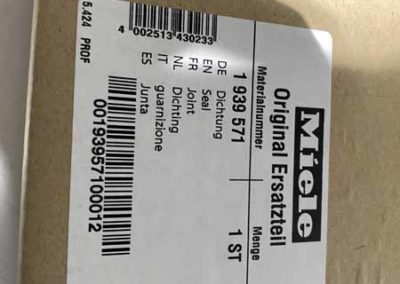 Miele
Original Ersatzteil
Materialnummer Menge
1 939 571 1 ST
DE Dichtung
EN Seal
FR Joint
NL Dichting
IT guarnizione
ES Junta
4 002513 430233
00193957100012
5.424 PROF